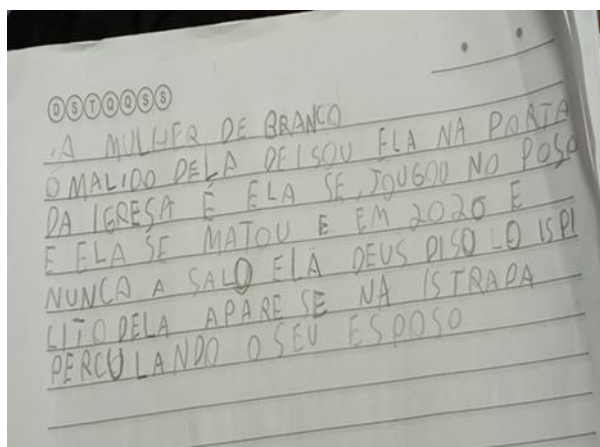 D S T Q Q S S
A MULHER DE BRANCO
O MALIDO DELA DEISOU ELA NA PORTA
DA IGRESA É ELA SE JOUGOU NO POSO
E ELA SE MATOU E EM 2020 E
NUNCA A SALO ELA DEUS DISO LO ISPI
LITO DELA APARE SE NA ISTRADA
PERCULANDO O SEU ESPOSO